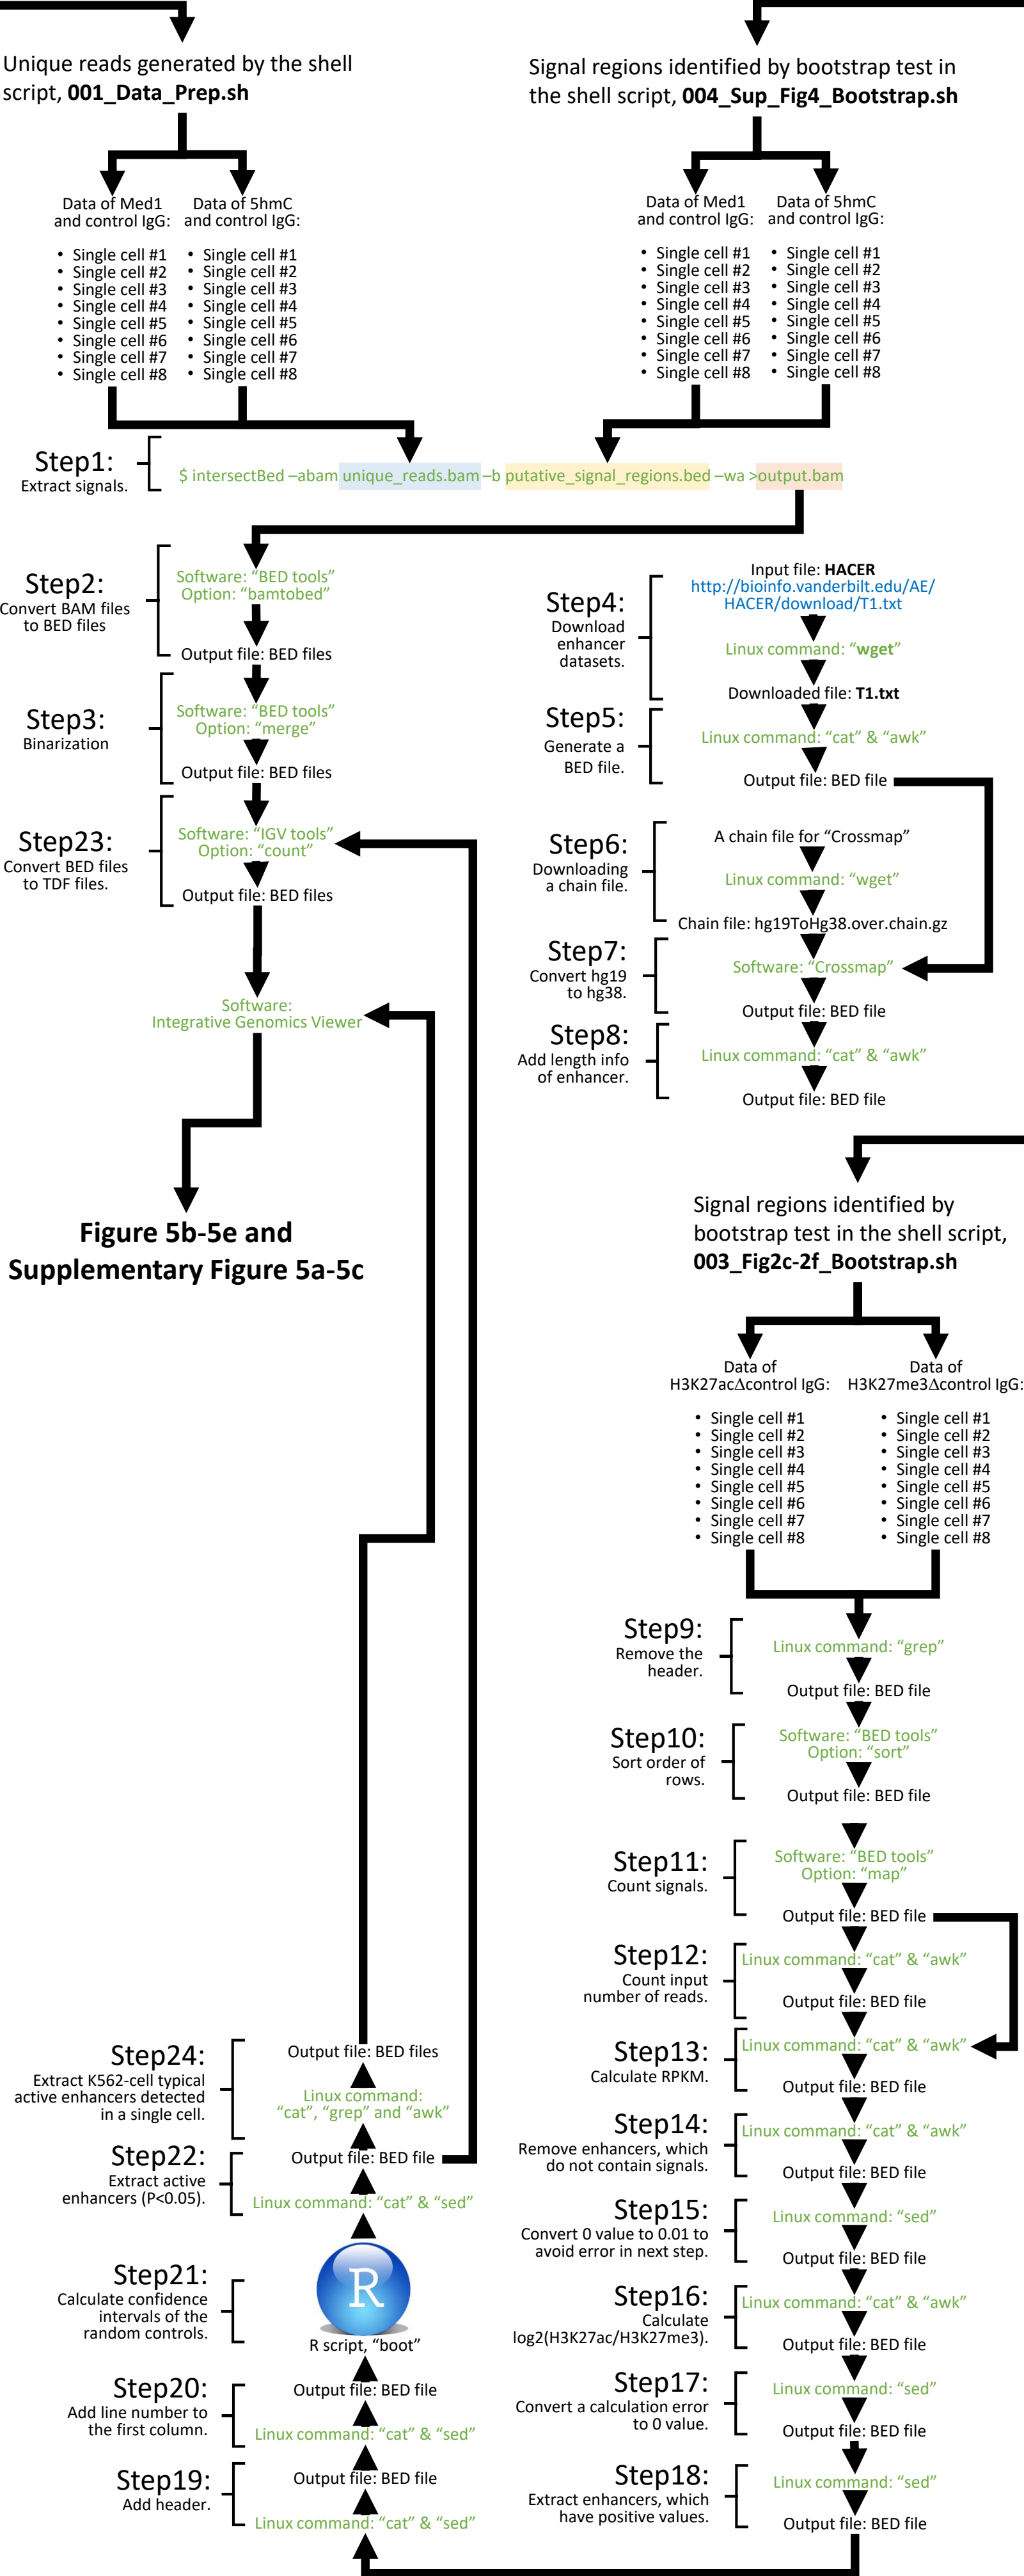 Unique reads generated by the shell
script, 001_Data_Prep.sh
Data of Med1
and control IgG:
• Single cell #1
• Single cell #2
• Single cell #3
• Single cell #4
• Single cell #5
• Single cell #6
• Single cell #7
• Single cell #8
Data of 5hmC
and control IgG:
• Single cell #1
• Single cell #2
• Single cell #3
• Single cell #4
• Single cell #5
• Single cell #6
• Single cell #7
• Single cell #8
Signal regions identified by bootstrap test in
the shell script, 004_Sup_Fig4_Bootstrap.sh
Data of Med1
and control IgG:
• Single cell #1
• Single cell #2
• Single cell #3
• Single cell #4
• Single cell #5
• Single cell #6
• Single cell #7
• Single cell #8
Data of 5hmC
and control IgG:
• Single cell #1
• Single cell #2
• Single cell #3
• Single cell #4
• Single cell #5
• Single cell #6
• Single cell #7
• Single cell #8
Step1:
Extract signals.
$ intersectBed –abam unique_reads.bam –b putative_signal_regions.bed –wa >output.bam
Step2:
Convert BAM files
to BED files
Software: “BED tools”
Option: “bamtobed”
Output file: BED files
Step3:
Binarization
Software: “BED tools”
Option: “merge”
Output file: BED files
Step23:
Convert BED files
to TDF files.
Software: “IGV tools”
Option: “count”
Output file: BED files
Software:
Integrative Genomics Viewer
Figure 5b-5e and
Supplementary Figure 5a-5c
Step4:
Download
enhancer
datasets.
Input file: HACER
http://bioinfo.vanderbilt.edu/AE/
HACER/download/T1.txt
Linux command: “wget”
Downloaded file: T1.txt
Step5:
Generate a
BED file.
Linux command: “cat” & “awk”
Output file: BED file
Step6:
Downloading
a chain file.
A chain file for “Crossmap”
Linux command: “wget”
Chain file: hg19ToHg38.over.chain.gz
Step7:
Convert hg19
to hg38.
Software: “Crossmap”
Output file: BED file
Step8:
Add length info
of enhancer.
Linux command: “cat” & “awk”
Output file: BED file
Signal regions identified by
bootstrap test in the shell script,
003_Fig2c-2f_Bootstrap.sh
Data of
H3K27acΔcontrol IgG:
• Single cell #1
• Single cell #2
• Single cell #3
• Single cell #4
• Single cell #5
• Single cell #6
• Single cell #7
• Single cell #8
Data of
H3K27me3Δcontrol IgG:
• Single cell #1
• Single cell #2
• Single cell #3
• Single cell #4
• Single cell #5
• Single cell #6
• Single cell #7
• Single cell #8
Step9:
Remove the
header.
Linux command: “grep”
Output file: BED file
Step10:
Sort order of
rows.
Software: “BED tools”
Option: “sort”
Output file: BED file
Step11:
Count signals.
Software: “BED tools”
Option: “map”
Output file: BED file
Step12:
Count input
number of reads.
Linux command: “cat” & “awk”
Output file: BED file
Step13:
Calculate RPKM.
Linux command: “cat” & “awk”
Output file: BED file
Step14:
Remove enhancers, which
do not contain signals.
Linux command: “cat” & “awk”
Output file: BED file
Step15:
Convert 0 value to 0.01 to
avoid error in next step.
Linux command: “sed”
Output file: BED file
Step16:
Calculate
log2(H3K27ac/H3K27me3).
Linux command: “cat” & “awk”
Output file: BED file
Step17:
Convert a calculation error
to 0 value.
Linux command: “sed”
Output file: BED file
Step18:
Extract enhancers, which
have positive values.
Linux command: “sed”
Output file: BED file
Step24:
Extract K562-cell typical
active enhancers detected
in a single cell.
Output file: BED files
Linux command:
“cat”, “grep” and “awk”
Step22:
Extract active
enhancers (P<0.05).
Output file: BED file
Linux command: “cat” & “sed”
Step21:
Calculate confidence
intervals of the
random controls.
R
R script, “boot”
Step20:
Add line number to
the first column.
Output file: BED file
Linux command: “cat” & “sed”
Step19:
Add header.
Output file: BED file
Linux command: “cat” & “sed”